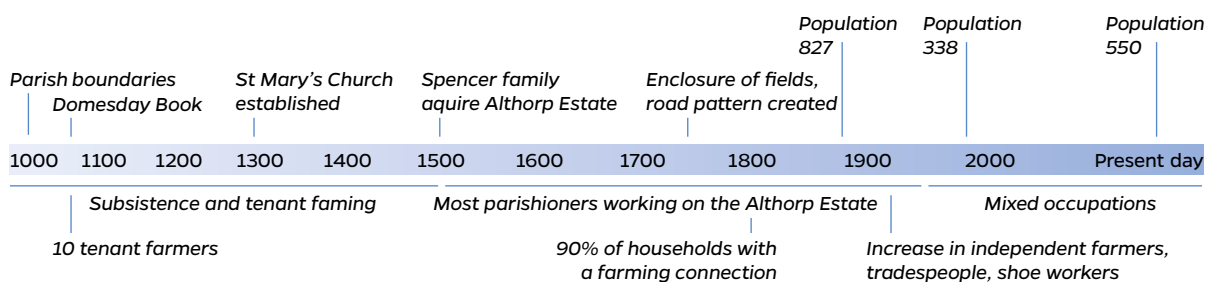 Population
827
Population
338
Population
550
Parish boundaries
Domesday Book
St Mary's Church
established
Spencer family
aquire Althorp Estate
Enclosure of fields,
road pattern created
1000 1100 1200 1300 1400 1500 1600 1700 1800 1900 2000 Present day
Subsistence and tenant faming
Most parishioners working on the Althorp Estate
Mixed occupations
10 tenant farmers
90% of households with
a farming connection
Increase in independent farmers,
tradespeople, shoe workers